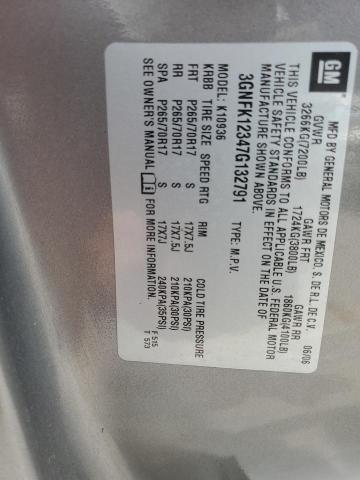 GM
MFD BY GENERAL MOTORS DE MEXICO, S. DE R.L. DE C.V. 06/06
GVWR GAWR FRT GAWR RR
3266KG(7200LB) 1724KG(3800LB) 1860KG(4100LB)
THIS VEHICLE CONFORMS TO ALL APPLICABLE U.S. FEDERAL MOTOR
VEHICLE SAFETY STANDARDS IN EFFECT ON THE DATE OF
MANUFACTURE SHOWN ABOVE.
3GNFK12347G132791 TYPE: M.P.V.
MODEL: K10936
KRBB TIRE SIZE SPEED RTG RIM COLD TIRE PRESSURE
FRT P265/70R17 S 17X7.5J 210KPA(30PSI)
RR P265/70R17 S 17X7.5J 210KPA(30PSI)
SPA P265/70R17 S 17X7J 240KPA(35PSI)
SEE OWNER'S MANUAL FOR MORE INFORMATION.
F 515
T 573